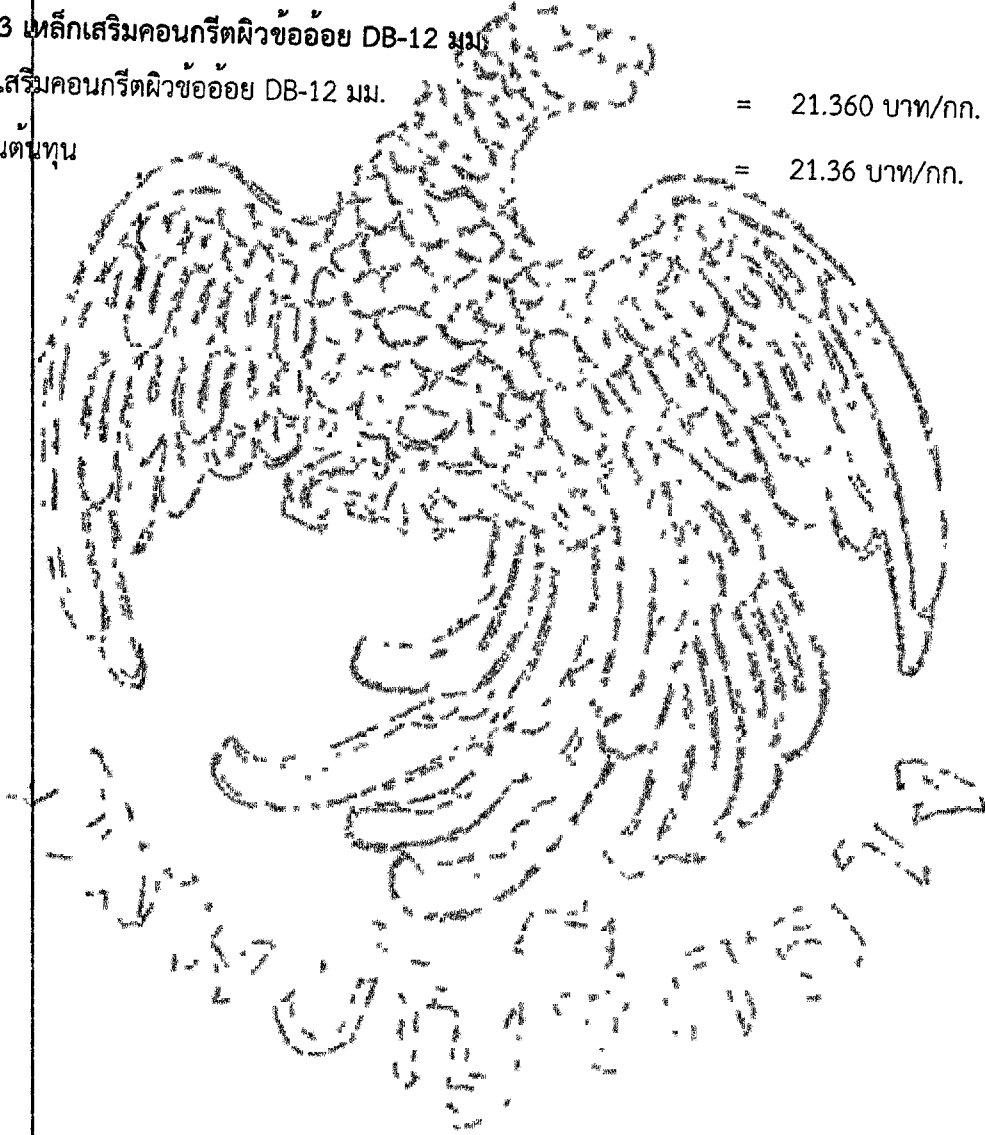 3 เหล็กเสริมคอนกรีตผิวข้ออ้อย DB-12 มม.
เสริมคอนกรีตผิวข้ออ้อย DB-12 มม. = 21.360 บาท/กก.
ต้นทุน = 21.36 บาท/กก.